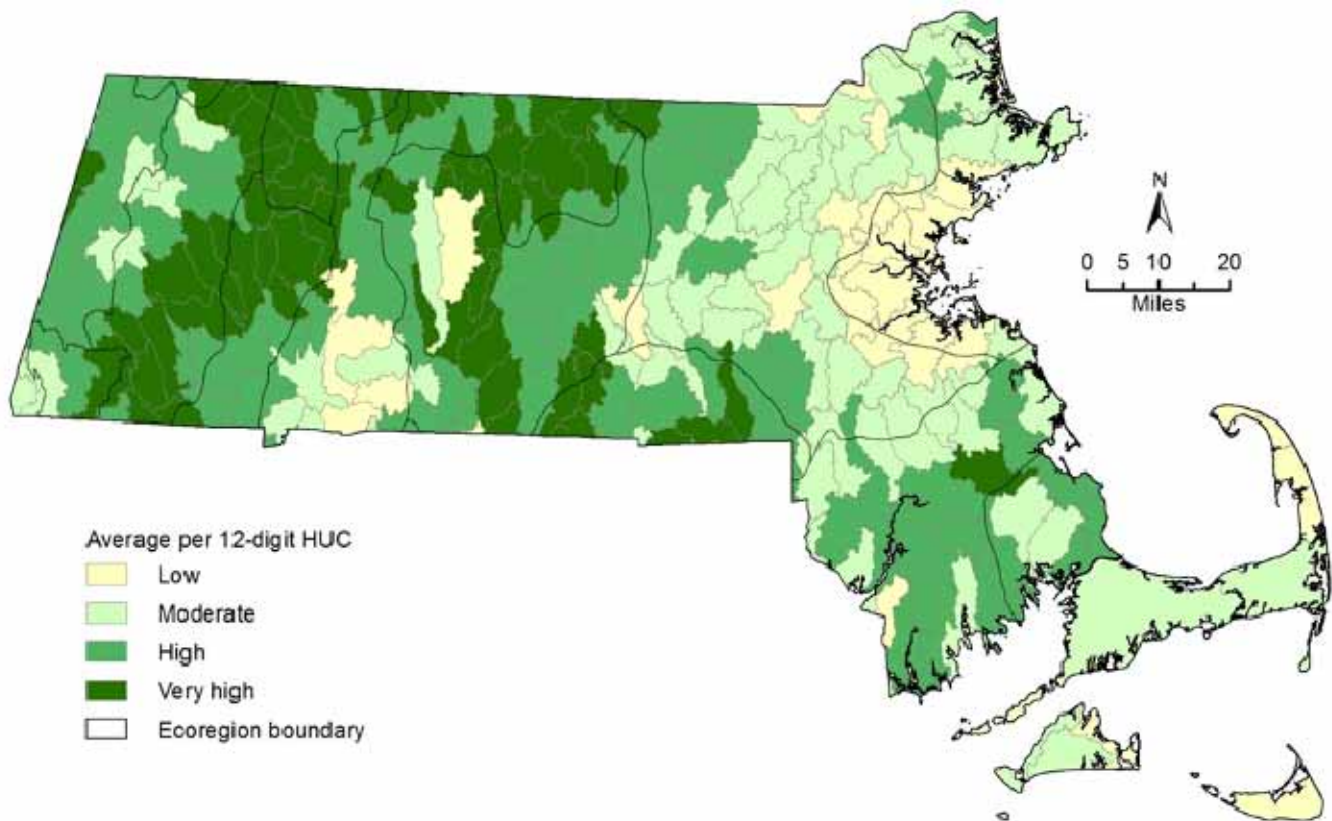 N
0 5 10 20
Miles
Average per 12-digit HUC
Low
Moderate
High
Very high
Ecoregion boundary